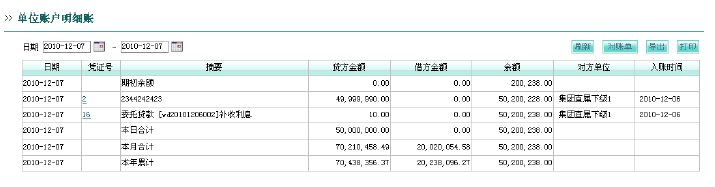 >> 单位账户明细账
日期 2010-12-07 - 2010-12-07 刷新 对账单 导出 打印
日期 凭证号 摘要 贷方金额 借方金额 余额 对方单位 入账时间
2010-12-07 期初余额 0.00 0.00 200,238.00
2010-12-07 2 2344242423 49,999,990.00 0.00 50,200,228.00 集团直属下级1 2010-12-06
2010-12-07 16 委托贷款 [wd20101206002]补收利息. 10.00 0.00 50,200,238.00 集团直属下级1 2010-12-06
2010-12-07 本日合计 50,000,000.00 0.00 50,200,238.00
2010-12-07 本月合计 70,210,458.49 20,020,054.58 50,200,238.00
2010-12-07 本年累计 70,438,356.37 20,238,096.27 50,200,238.00